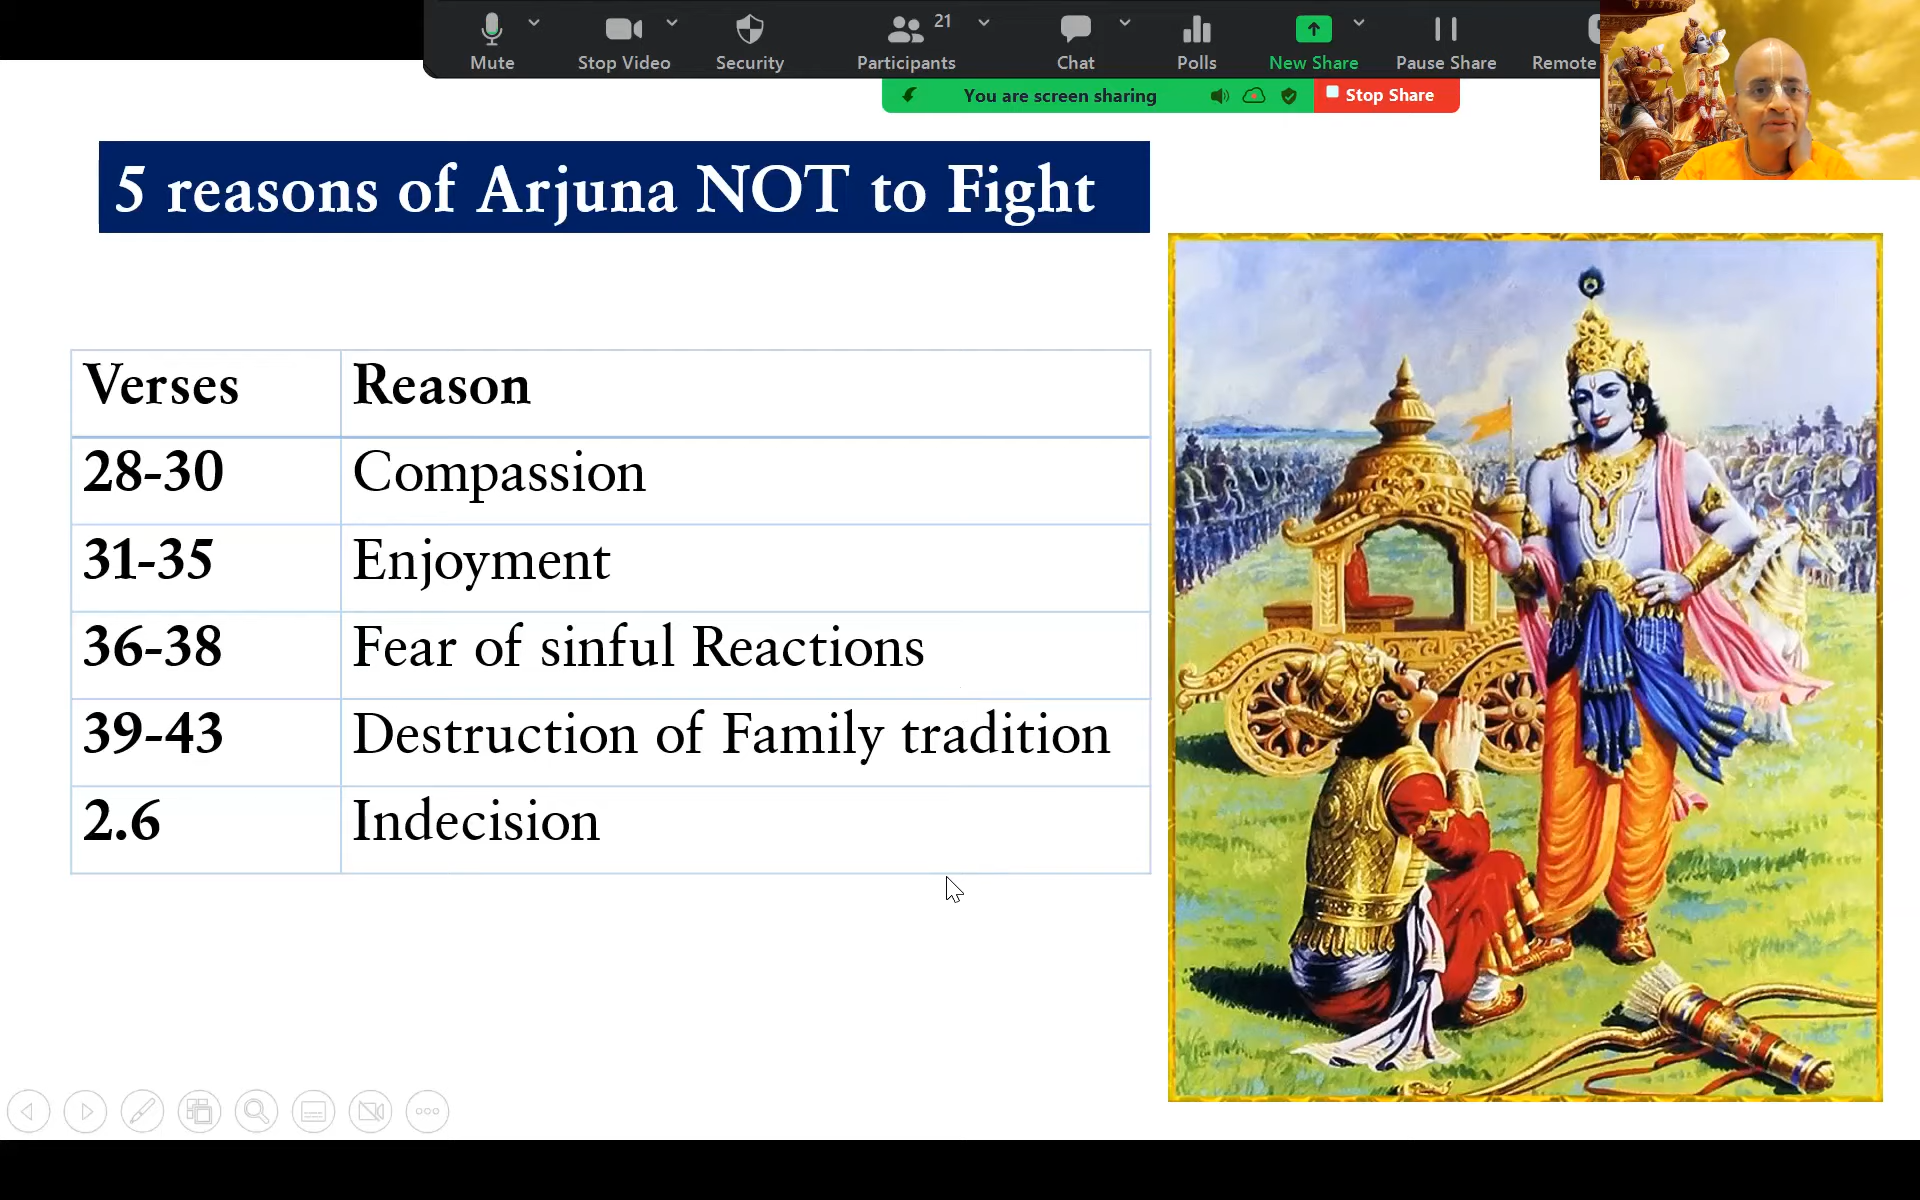 Mute
Stop Video
Security
Participants
21
Chat
Polls
New Share
Pause Share
Remote
You are screen sharing
Stop Share
5 reasons of Arjuna NOT to Fight
Verses Reason
28-30 Compassion
31-35 Enjoyment
36-38 Fear of sinful Reactions
39-43 Destruction of Family tradition
2.6 Indecision